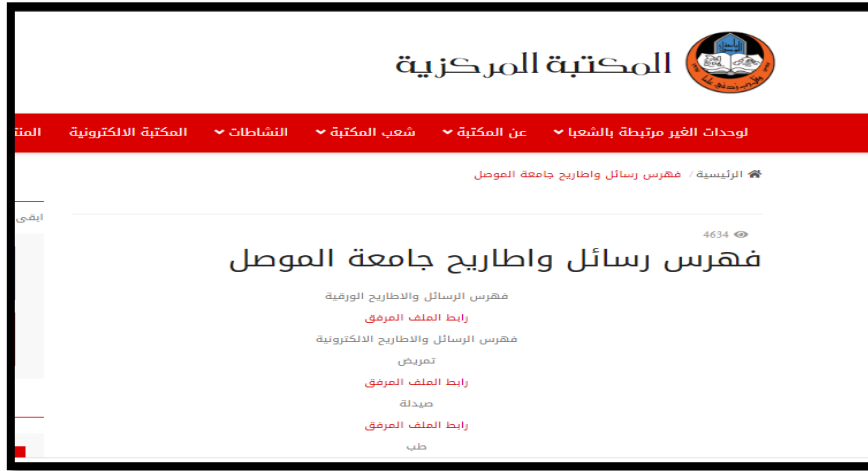 المكتبة المركزية
لوحدات الغير مرتبطة بالشعبا عن المكتبة شعب المكتبة النشاطات المكتبة الالكترونية
الرئيسية / فهرس رسائل واطاريح جامعة الموصل
ابقى
4634
فهرس رسائل واطاريح جامعة الموصل
فهرس الرسائل والاطاريح الورقية
رابط الملف المرفق
فهرس الرسائل والاطاريح الالكترونية
تمريض
رابط الملف المرفق
صيدلة
رابط الملف المرفق
طب